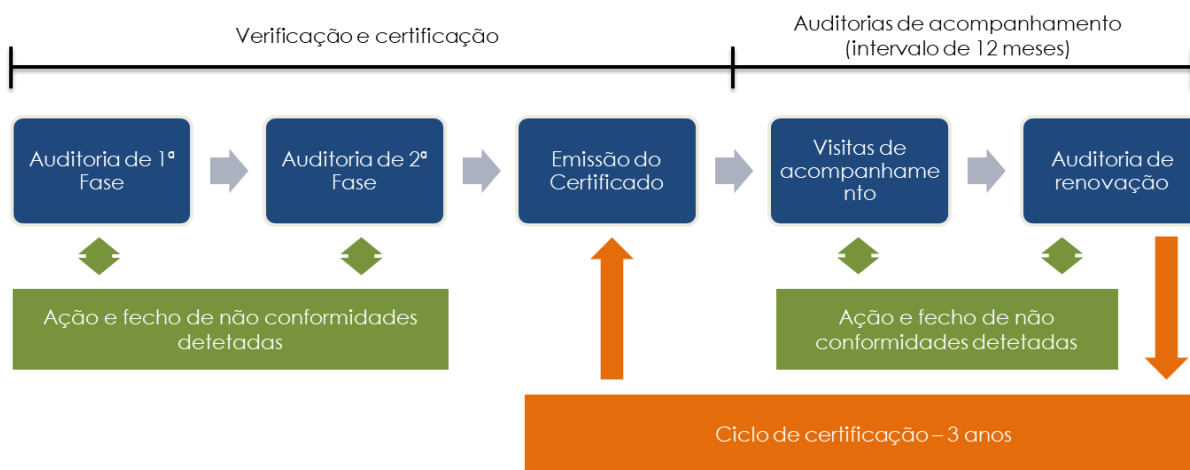 Verificação e certificação
Auditorias de acompanhamento
(intervalo de 12 meses)
Auditoria de 1ª
Fase
Auditoria de 2ª
Fase
Emissão do
Certificado
Visitas de
acompanhame
nto
Auditoria de
renovação
Ação e fecho de não conformidades
detetadas
Ação e fecho de não
conformidades detetadas
Ciclo de certificação – 3 anos